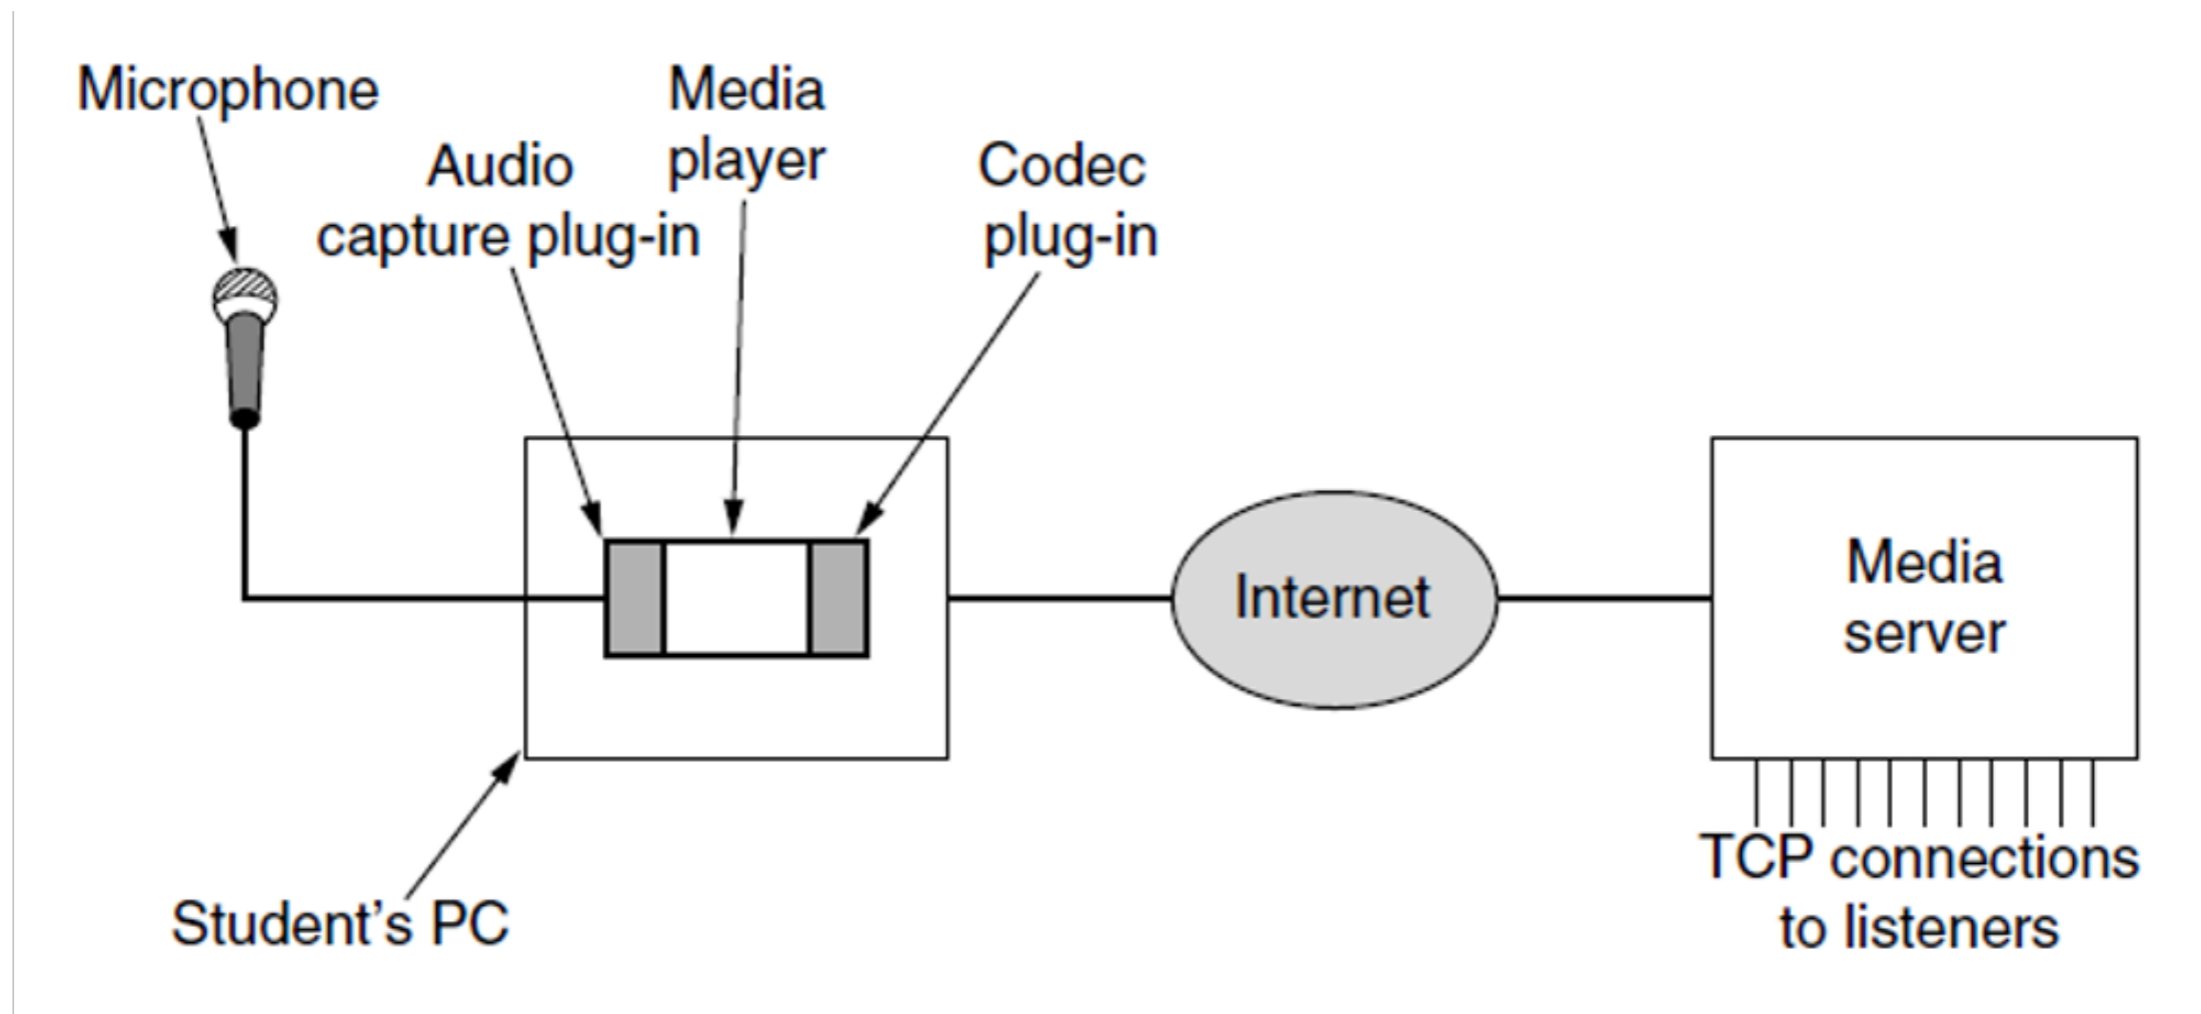 Microphone
Audio
capture plug-in
Media
player
Codec
plug-in
Internet
Media
server
TCP connections
to listeners
Student's PC